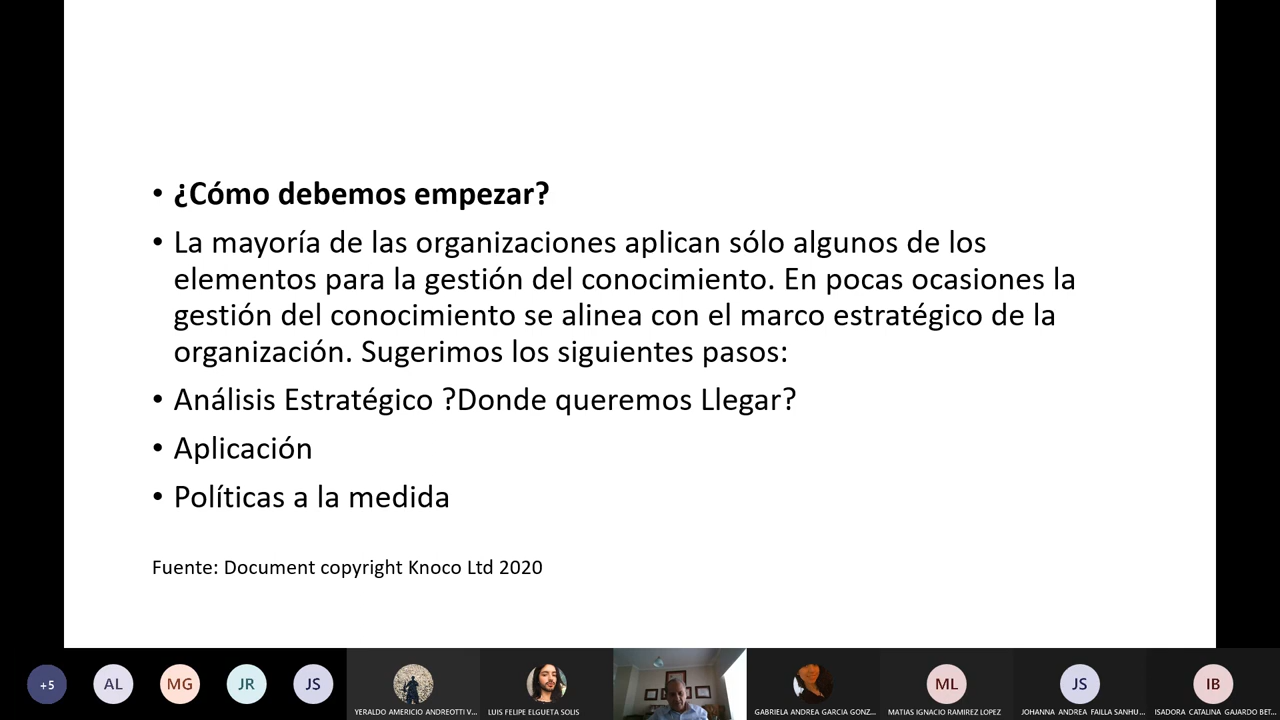 • ¿Cómo debemos empezar?
• La mayoría de las organizaciones aplican sólo algunos de los
elementos para la gestión del conocimiento. En pocas ocasiones la
gestión del conocimiento se alinea con el marco estratégico de la
organización. Sugerimos los siguientes pasos:
• Análisis Estratégico ?Donde queremos Llegar?
• Aplicación
• Políticas a la medida
Fuente: Document copyright Knoco Ltd 2020
+5 AL MG JR JS ML JS IB
YERALDO AMERICIO ANDREOTTI V... LUIS FELIPE ELGUETA SOLIS GABRIELA ANDREA GARCIA GONZ... MATIAS IGNACIO RAMIREZ LOPEZ JOHANNA ANDREA FAILLA SANHU... ISADORA CATALINA GAJARDO BET...